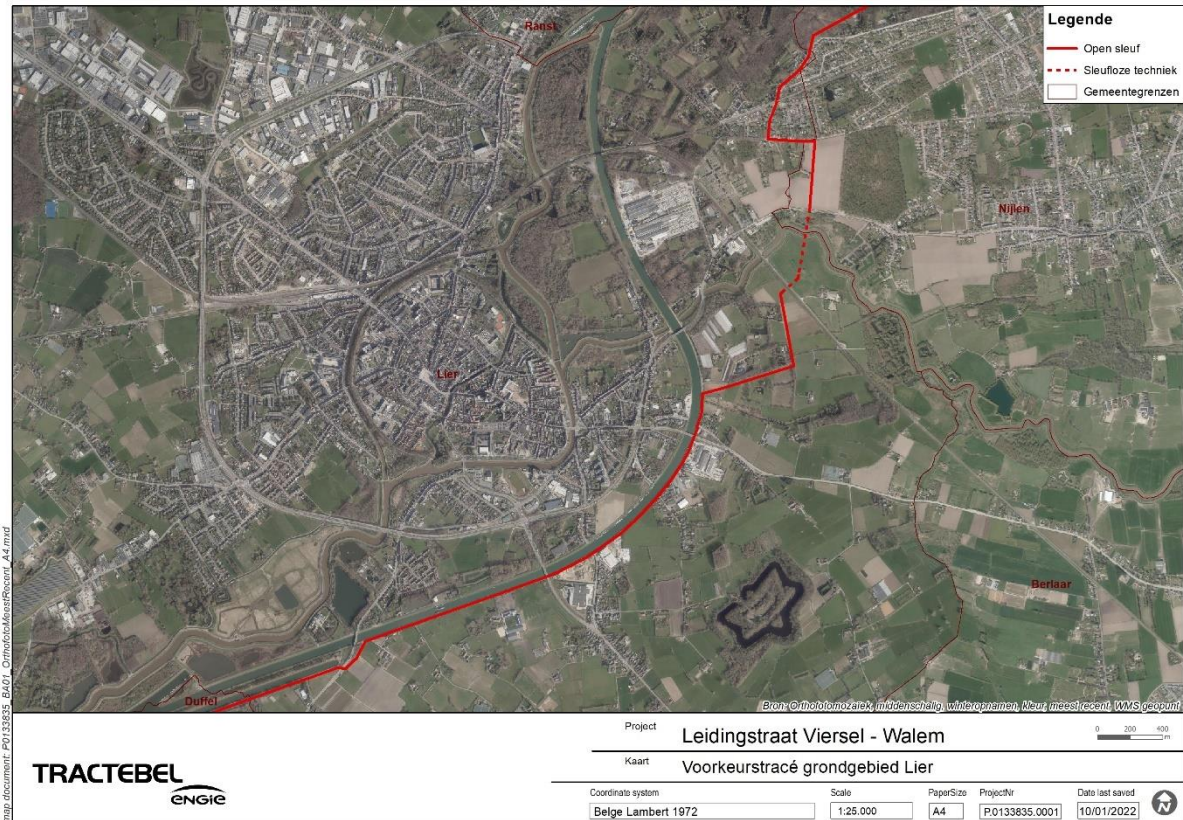 Legende
Open sleuf
Sleufloze techniek
Gemeentegrenzen
Ranst
Nijlen
Lier
Berlaar
Duffel
Bron: Orthofotomozaïek, middenschalig, winteropnamen, kleur, meest recent, WMS geopunt
map document: P0133835_BA01_OrthofotoMeestRecent_A4.mxd
TRACTEBEL
ENGIE
Project Leidingstraat Viersel - Walem
0 200 400
m
Kaart Voorkeurstracé grondgebied Lier
Coordinate system Scale PaperSize ProjectNr Date last saved
Belge Lambert 1972 1:25.000 A4 P.0133835.0001 10/01/2022
N